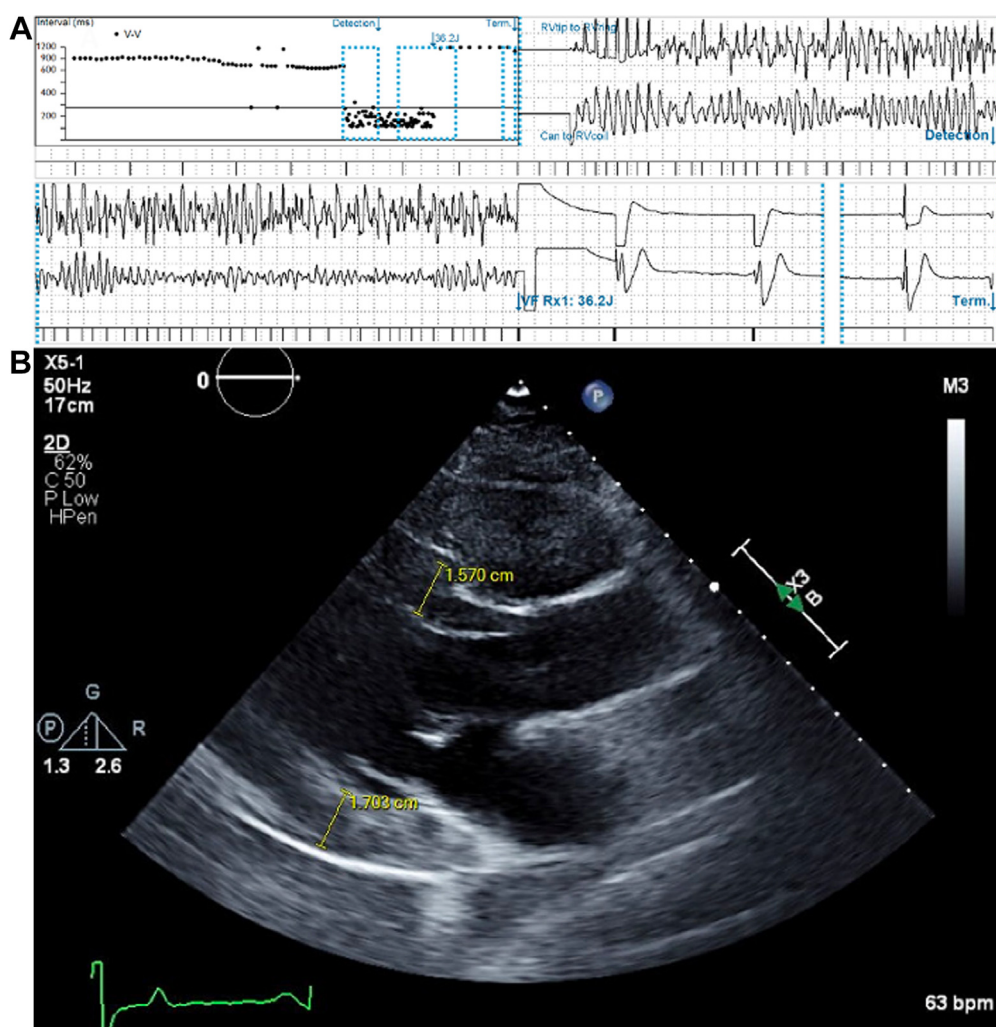 A
Interval (ms)
Detection
Term.
V-V
36.2J
1200
900
600
400
200
RVtip to RVring
Can to RVcoil
Detection
VF Rx1: 36.2J
Term.
B
X5-1
50Hz
17cm
0
P
M3
2D
62%
C 50
P Low
HPen
1.570 cm
X3
B
G
P
R
1.3
2.6
1.703 cm
63 bpm